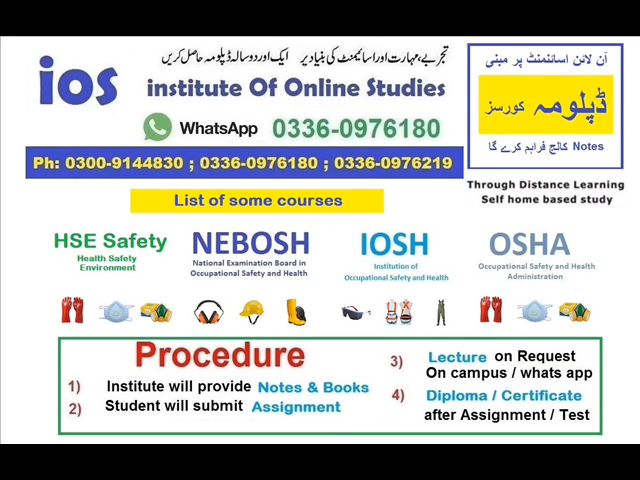 ios
تجربے، مہارت اور اسائیمنٹ کی بنیاد پر ایک اور دو سالہ ڈپلومہ حاصل کریں
institute Of Online Studies
WhatsApp 0336-0976180
Ph: 0300-9144830 ; 0336-0976180 ; 0336-0976219
آن لائن اسائنمنٹ پر مبنی
ڈپلومہ کورسز
Notes کالج فراہم کرے گا
Through Distance Learning
Self home based study
List of some courses
HSE Safety
Health Safety
Environment
NEBOSH
National Examination Board in
Occupational Safety and Health
IOSH
Institution of
Occupational Safety and Health
OSHA
Occupational Safety and Health
Administration
Procedure
1) Institute will provide Notes & Books
2) Student will submit Assignment
3) Lecture on Request
On campus / whats app
4) Diploma / Certificate
after Assignment / Test